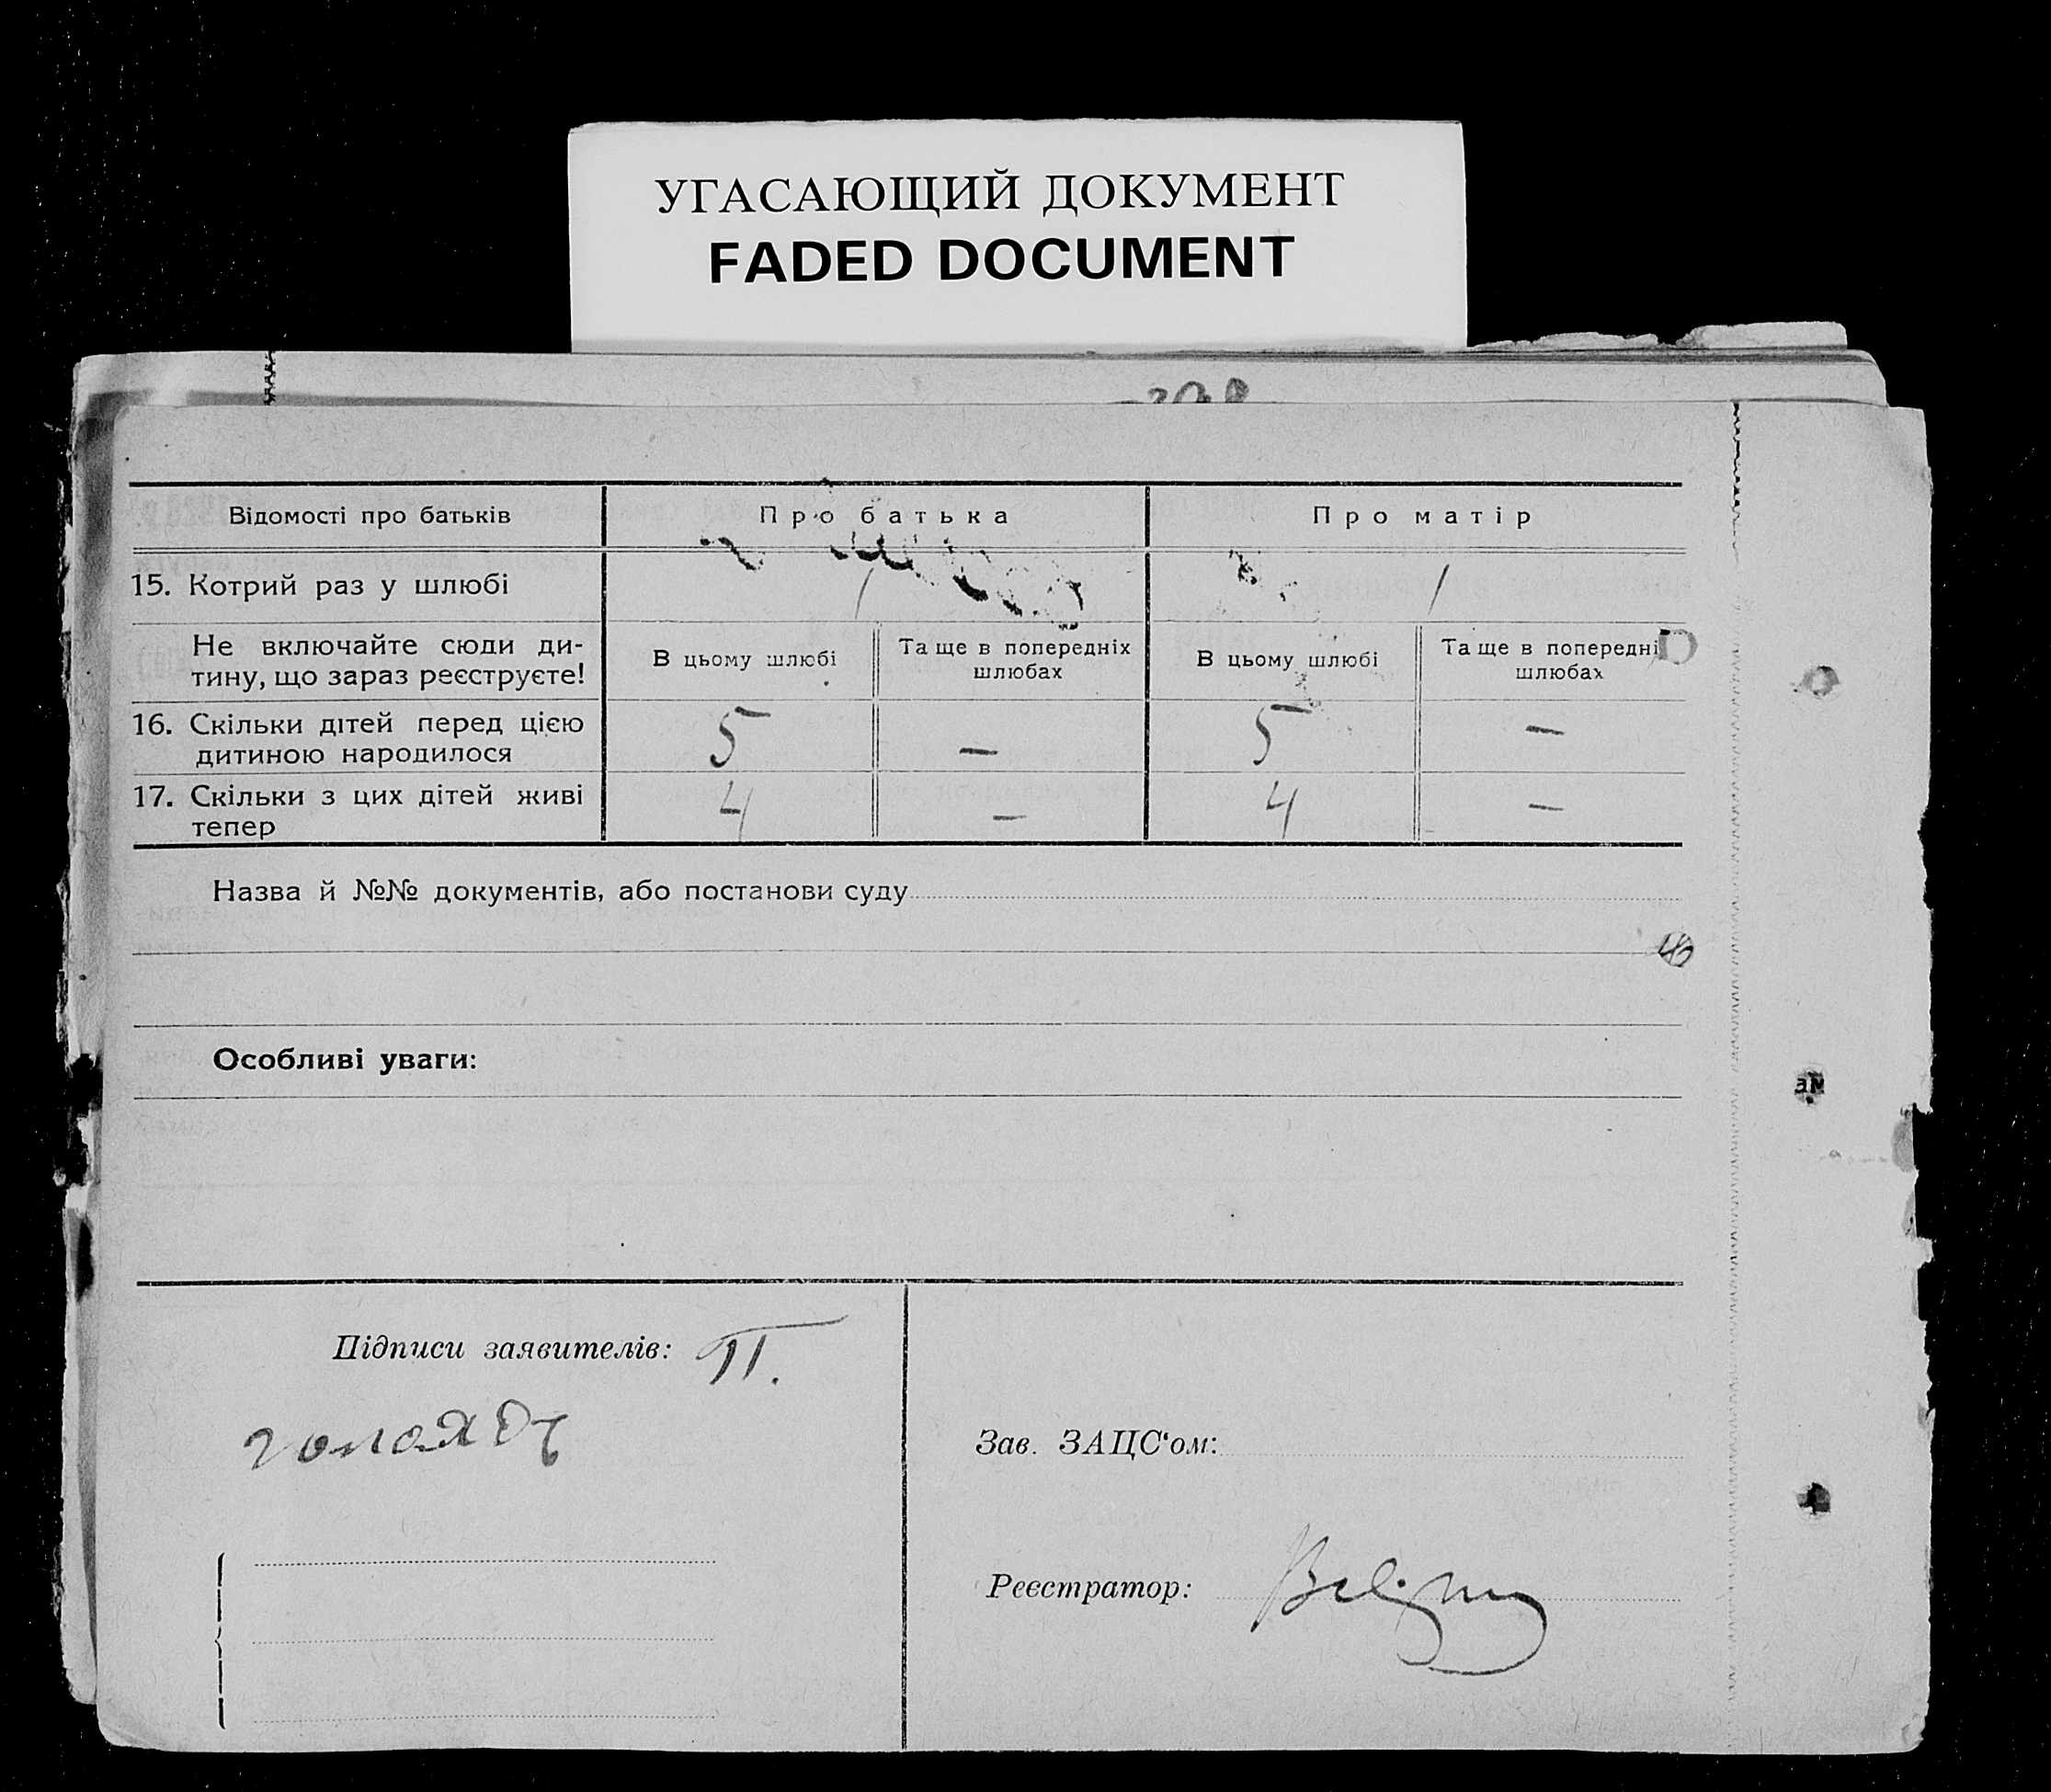 УГАСАЮЩИЙ ДОКУМЕНТ
FADED DOCUMENT
Відомості про батьків
Про батька
Про матір
15. Котрий раз у шлюбі
1
1
Не включайте сюди ди-
тину, що зараз реєструєте!
В цьому шлюбі
Та ще в попередніх
шлюбах
В цьому шлюбі
Та ще в попередні
шлюбах
16. Скільки дітей перед цією
дитиною народилося
5
—
5
—
17. Скільки з цих дітей живі
тепер
4
—
4
—
Назва й №№ документів, або постанови суду
Особливі уваги:
Підписи заявителів: П.
Зав. ЗАЦС'ом:
Реєстратор: